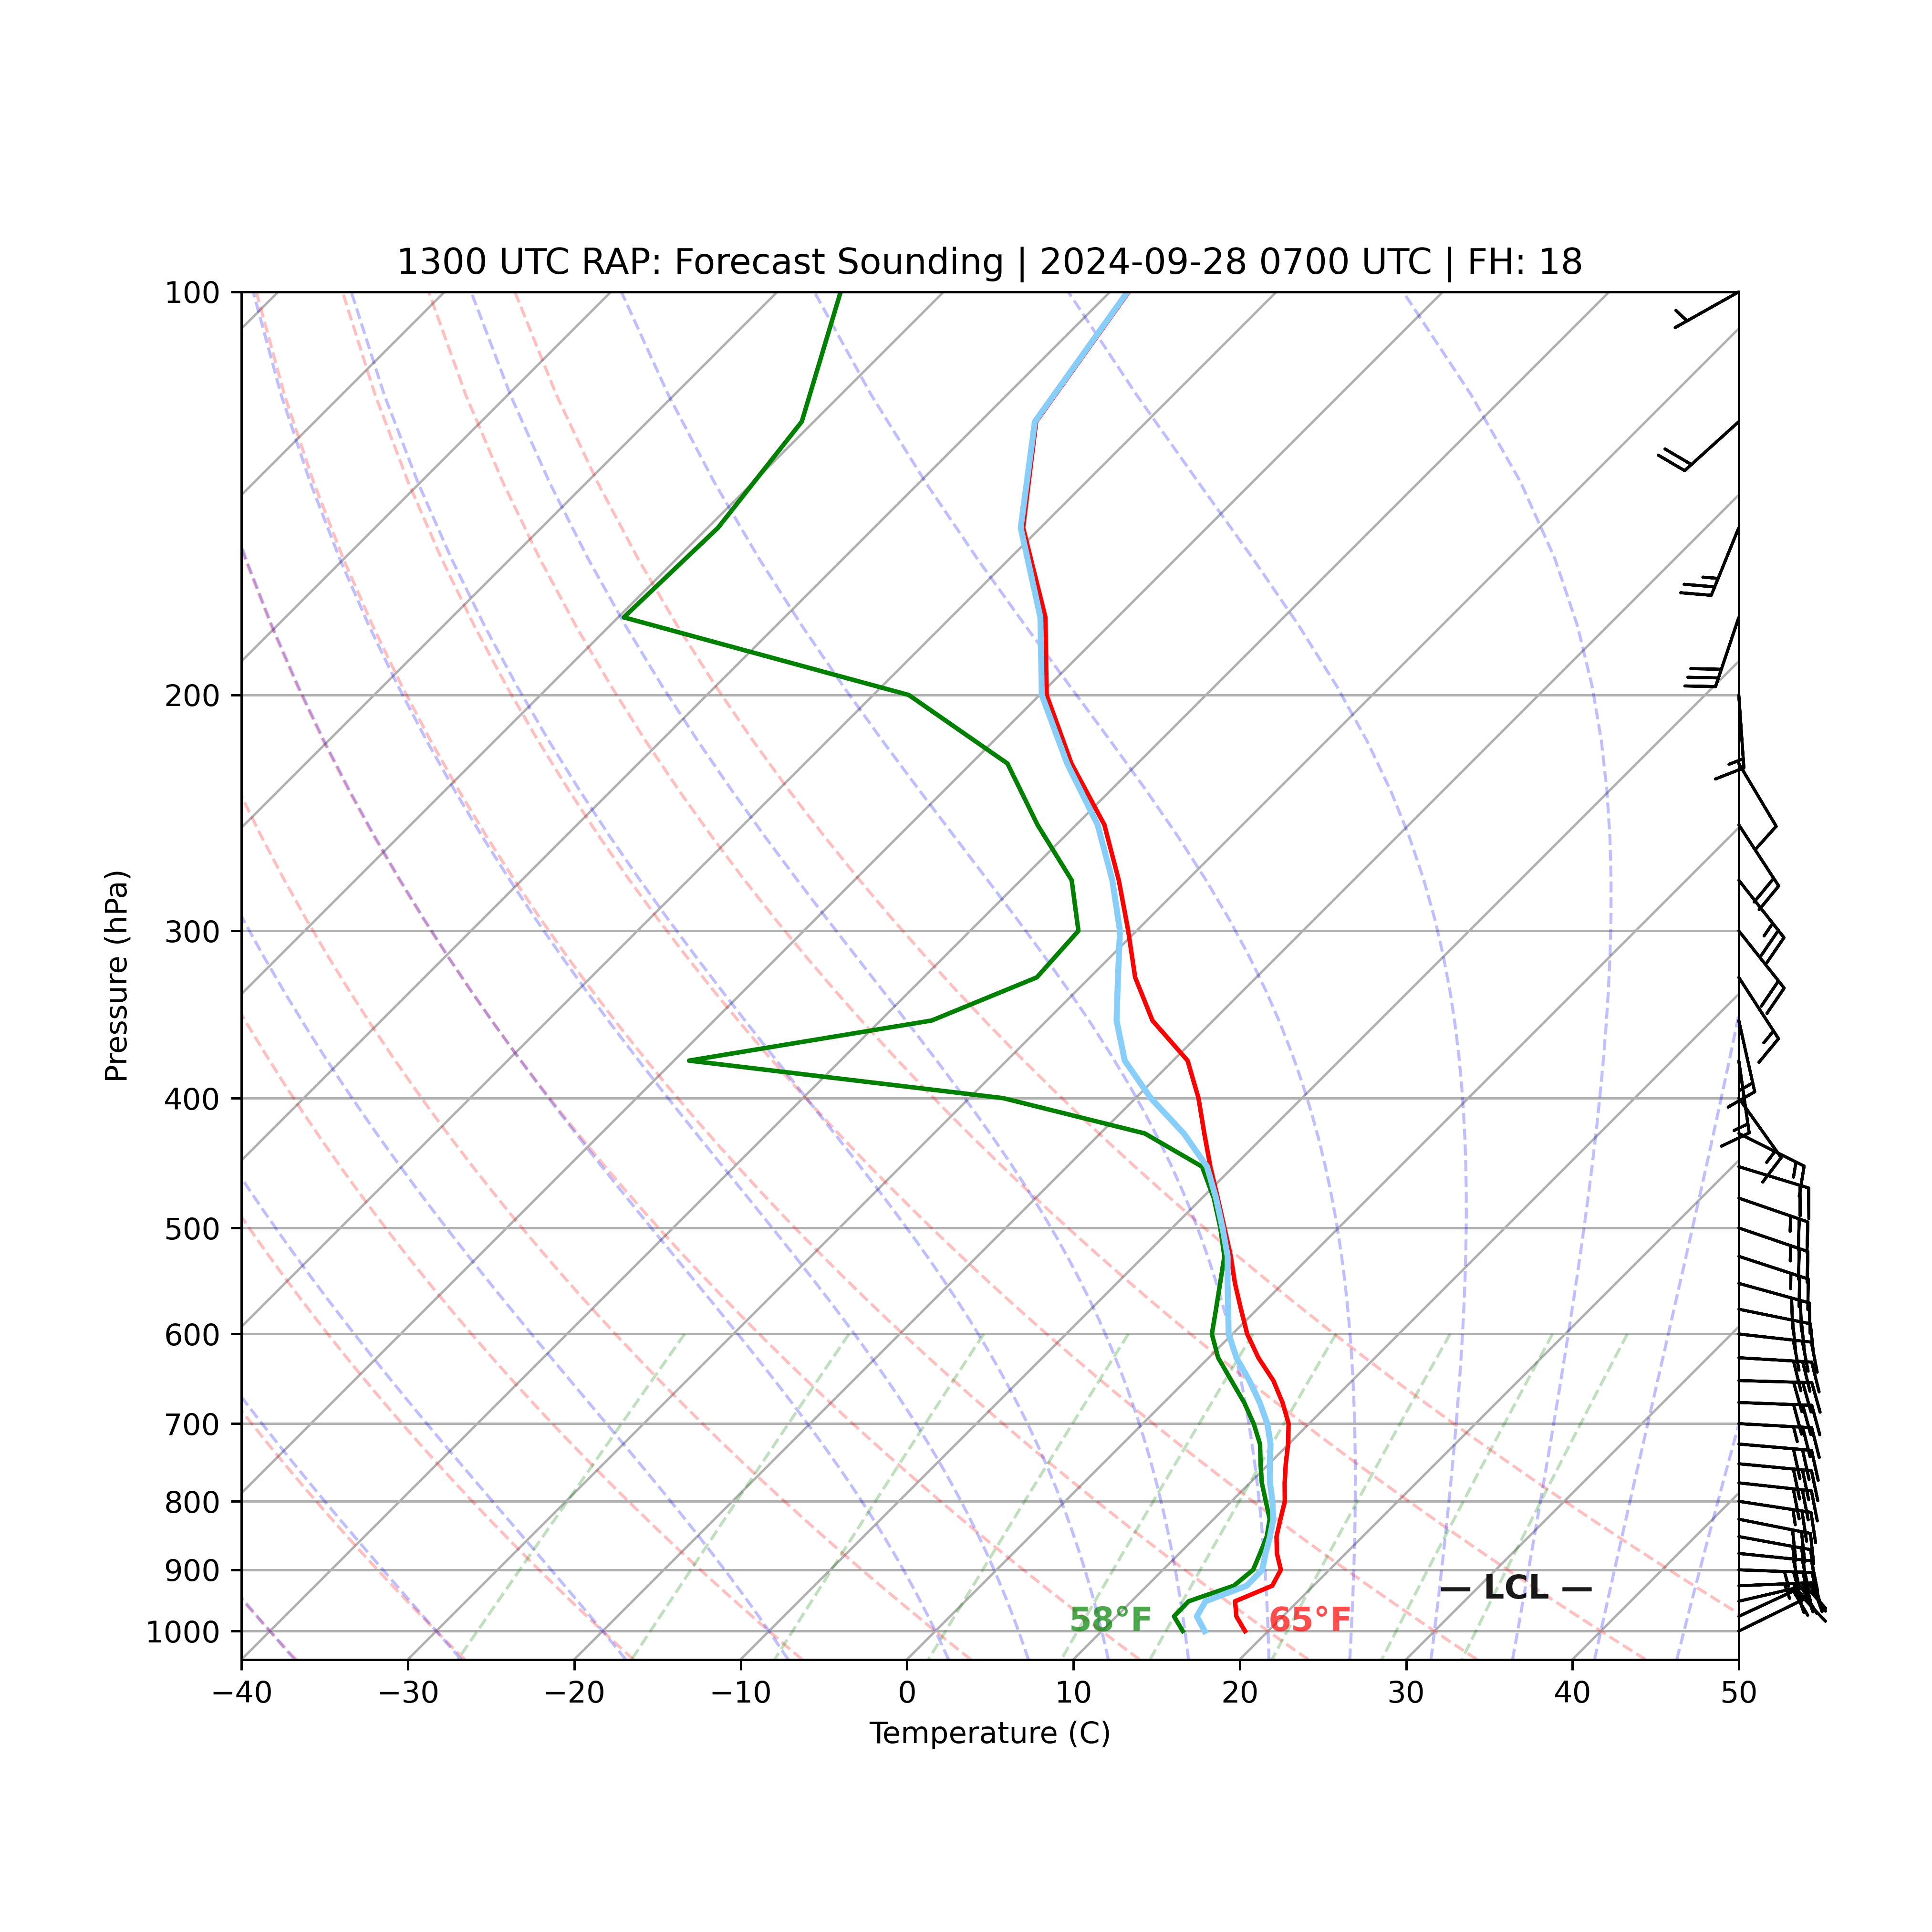 1300 UTC RAP: Forecast Sounding | 2024-09-28 0700 UTC | FH: 18
100
200
300
400
500
600
700
800
900
1000
Pressure (hPa)
— LCL —
58°F
65°F
−40 −30 −20 −10 0 10 20 30 40 50
Temperature (C)